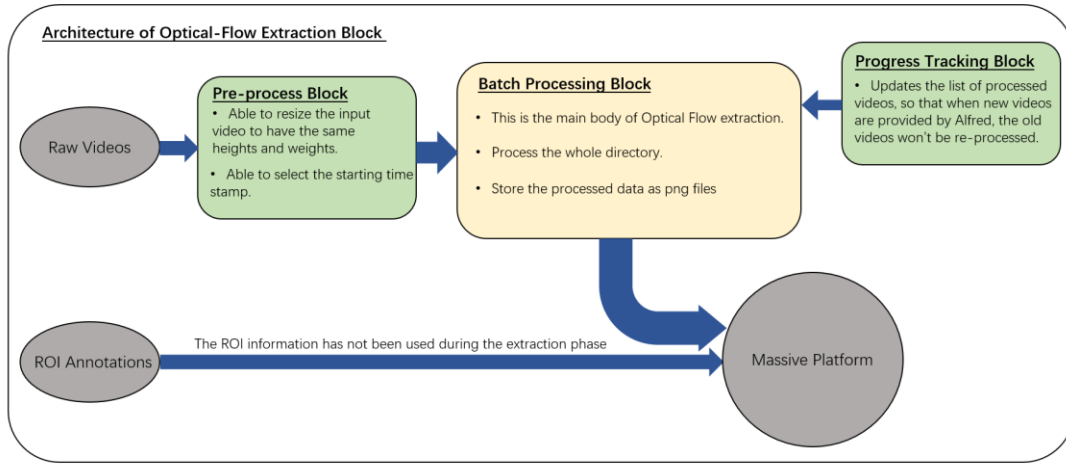 Architecture of Optical-Flow Extraction Block
Raw Videos
Pre-process Block
• Able to resize the input
video to have the same
heights and weights.
• Able to select the starting time
stamp.
Batch Processing Block
• This is the main body of Optical Flow extraction.
• Process the whole directory.
• Store the processed data as png files
Progress Tracking Block
• Updates the list of processed
videos, so that when new videos
are provided by Alfred, the old
videos won't be re-processed.
ROI Annotations
The ROI information has not been used during the extraction phase
Massive Platform